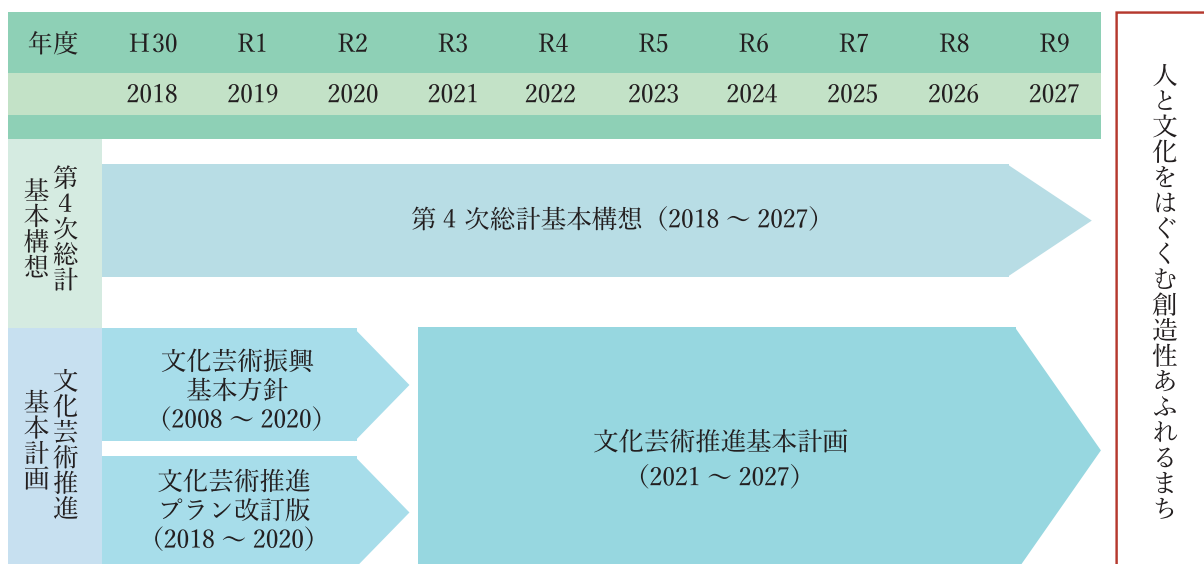 年度 H30 R1 R2 R3 R4 R5 R6 R7 R8 R9
2018 2019 2020 2021 2022 2023 2024 2025 2026 2027
第4次総計
基本構想
第 4 次総計基本構想（2018 ～ 2027）
文化芸術推進
基本計画
文化芸術振興
基本方針
（2008 ～ 2020）
文化芸術推進
プラン改訂版
（2018 ～ 2020）
文化芸術推進基本計画
（2021 ～ 2027）
人と文化をはぐくむ創造性あふれるまち